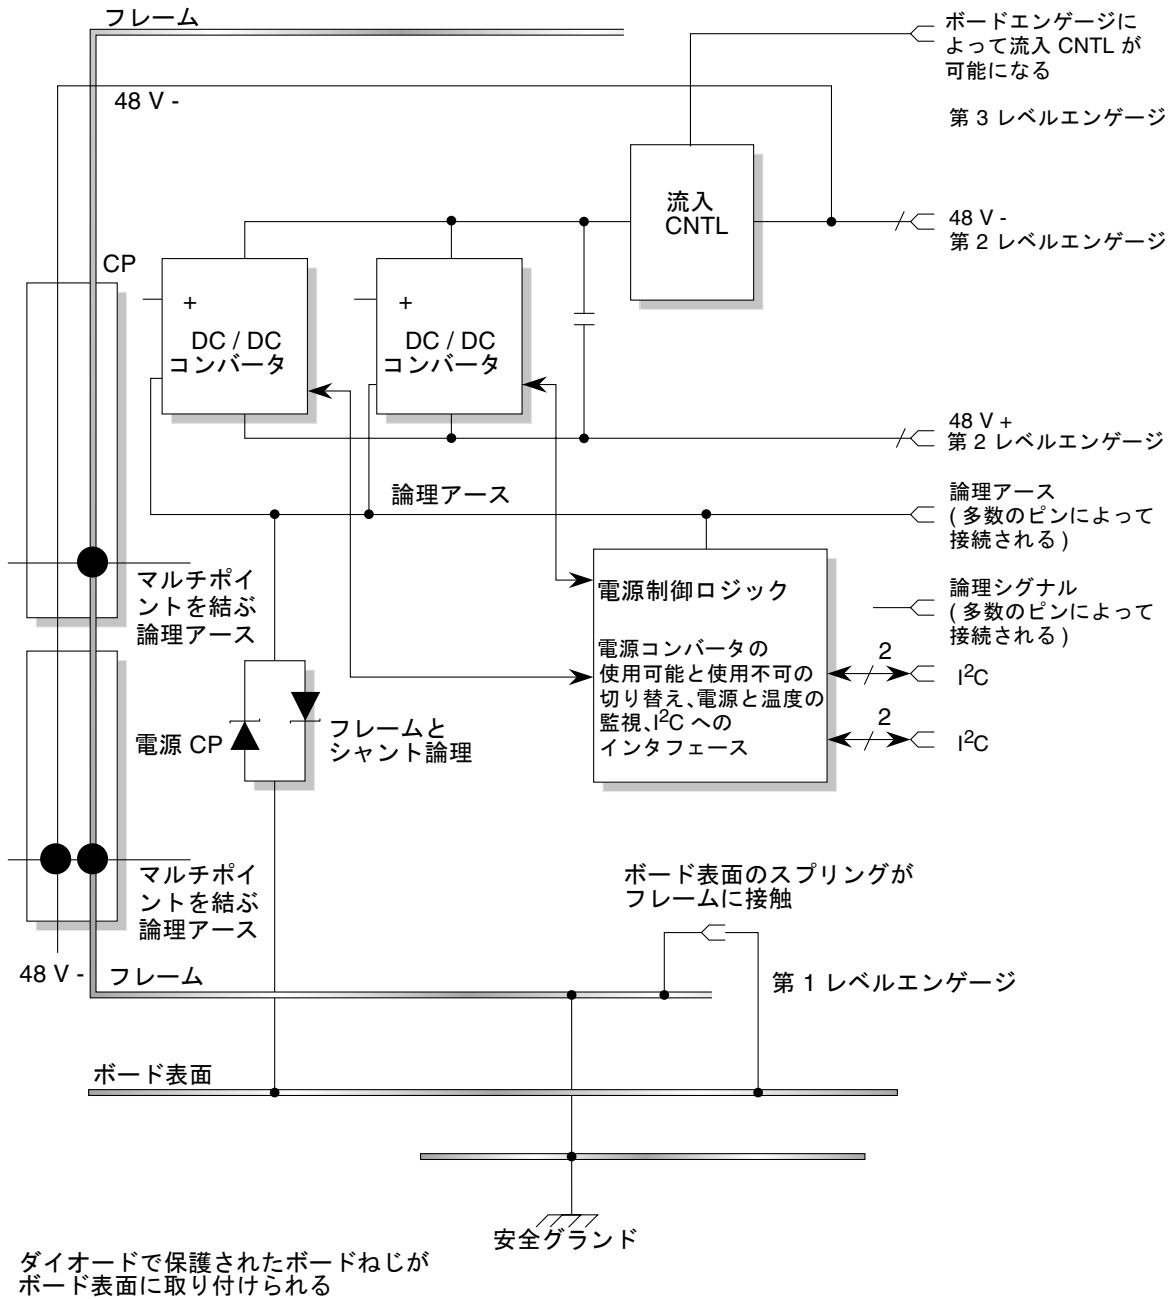 フレーム
ボードエンゲージに
よって流入 CNTL が
可能になる
48 V -
第 3 レベルエンゲージ
流入
CNTL
48 V -
第 2 レベルエンゲージ
CP
+
DC / DC
コンバータ
+
DC / DC
コンバータ
48 V +
第 2 レベルエンゲージ
論理アース
論理アース
( 多数のピンによって
接続される )
マルチポイ
ントを結ぶ
論理アース
電源制御ロジック
論理シグナル
( 多数のピンによって
接続される )
電源コンバータの
使用可能と使用不可の
切り替え、電源と温度の
監視、I²C への
インタフェース
2
I²C
2
I²C
電源 CP
フレームと
シャント論理
マルチポイ
ントを結ぶ
論理アース
ボード表面のスプリングが
フレームに接触
48 V -
フレーム
第 1 レベルエンゲージ
ボード表面
安全グランド
ダイオードで保護されたボードねじが
ボード表面に取り付けられる